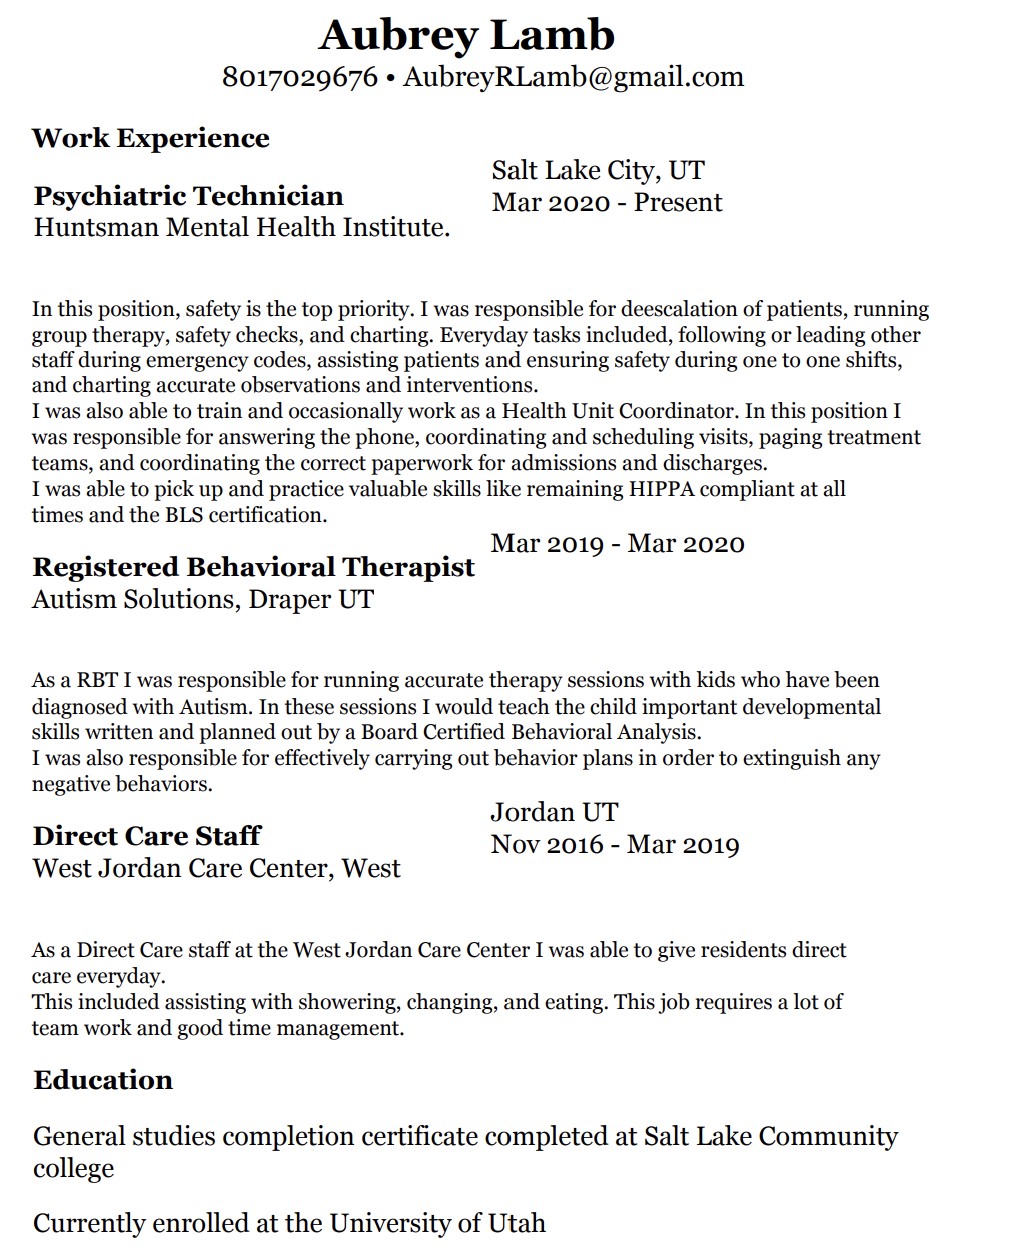 Aubrey Lamb
8017029676 • AubreyRLamb@gmail.com
Work Experience
Psychiatric Technician
Huntsman Mental Health Institute.
Salt Lake City, UT
Mar 2020 - Present
In this position, safety is the top priority. I was responsible for deescalation of patients, running
group therapy, safety checks, and charting. Everyday tasks included, following or leading other
staff during emergency codes, assisting patients and ensuring safety during one to one shifts,
and charting accurate observations and interventions.
I was also able to train and occasionally work as a Health Unit Coordinator. In this position I
was responsible for answering the phone, coordinating and scheduling visits, paging treatment
teams, and coordinating the correct paperwork for admissions and discharges.
I was able to pick up and practice valuable skills like remaining HIPPA compliant at all
times and the BLS certification.
Registered Behavioral Therapist
Autism Solutions, Draper UT
Mar 2019 - Mar 2020
As a RBT I was responsible for running accurate therapy sessions with kids who have been
diagnosed with Autism. In these sessions I would teach the child important developmental
skills written and planned out by a Board Certified Behavioral Analysis.
I was also responsible for effectively carrying out behavior plans in order to extinguish any
negative behaviors.
Direct Care Staff
West Jordan Care Center, West
Jordan UT
Nov 2016 - Mar 2019
As a Direct Care staff at the West Jordan Care Center I was able to give residents direct
care everyday.
This included assisting with showering, changing, and eating. This job requires a lot of
team work and good time management.
Education
General studies completion certificate completed at Salt Lake Community
college
Currently enrolled at the University of Utah